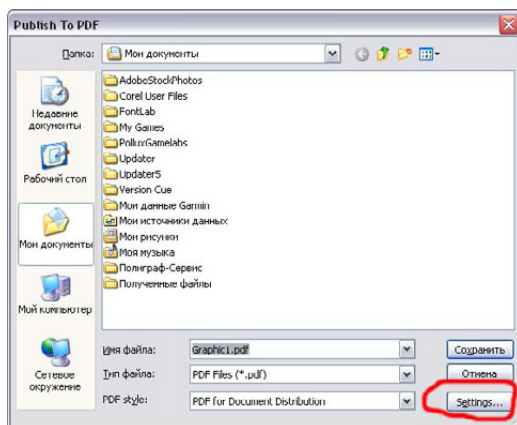 Publish To PDF
Папка:
Мои документы
AdobeStockPhotos
Corel User Files
FontLab
My Games
PolluxGamelabs
Updater
Updater5
Version Cue
Мои данные Garmin
Мои источники данных
Мои рисунки
Моя музыка
Полиграф-Сервис
Полученные файлы
Недавние
документы
Рабочий стол
Мои документы
Мой компьютер
Сетевое
окружение
Имя файла:
Graphic1.pdf
Сохранить
Тип файла:
PDF Files (*.pdf)
Отмена
PDF style:
PDF for Document Distribution
Settings...